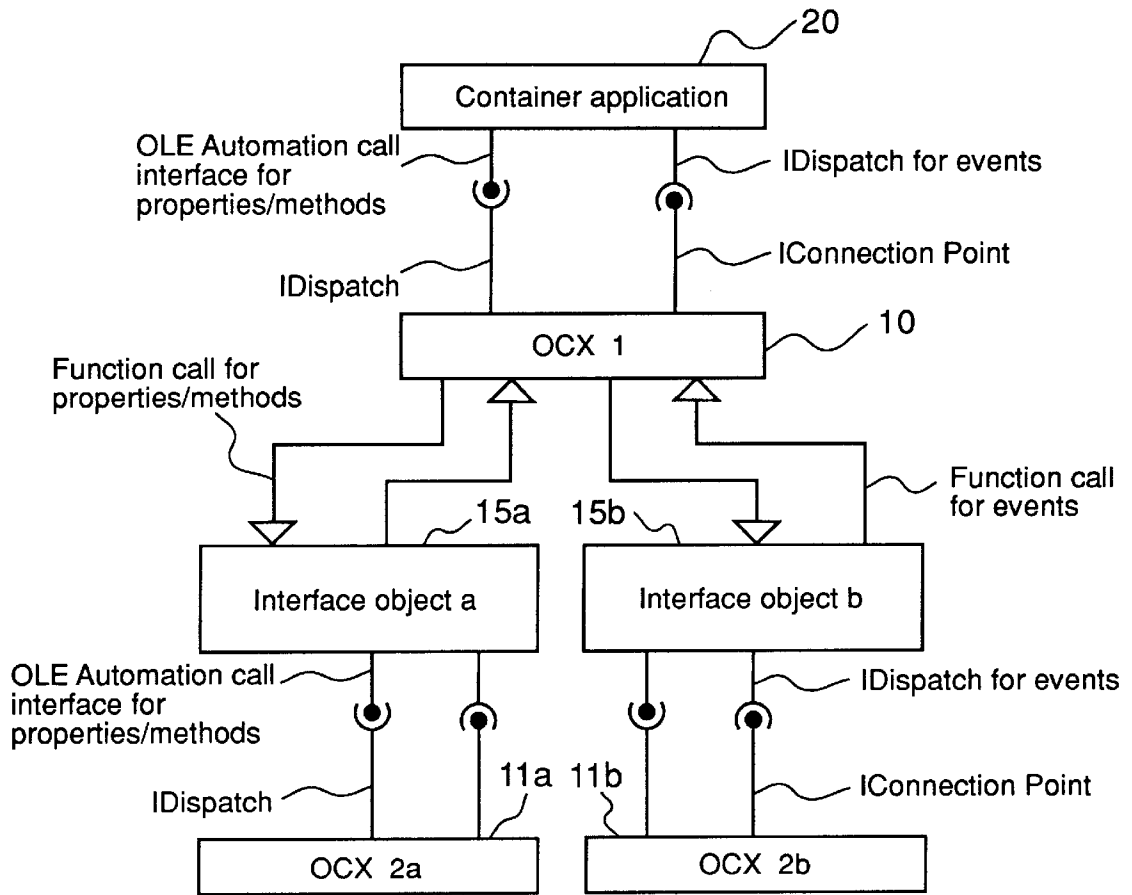 20
Container application
OLE Automation call
interface for
properties/methods
IDispatch for events
IDispatch
IConnection Point
10
OCX 1
Function call for
properties/methods
Function call
for events
15a
15b
Interface object a
Interface object b
OLE Automation call
interface for
properties/methods
IDispatch for events
IDispatch
11a
11b
IConnection Point
OCX 2a
OCX 2b